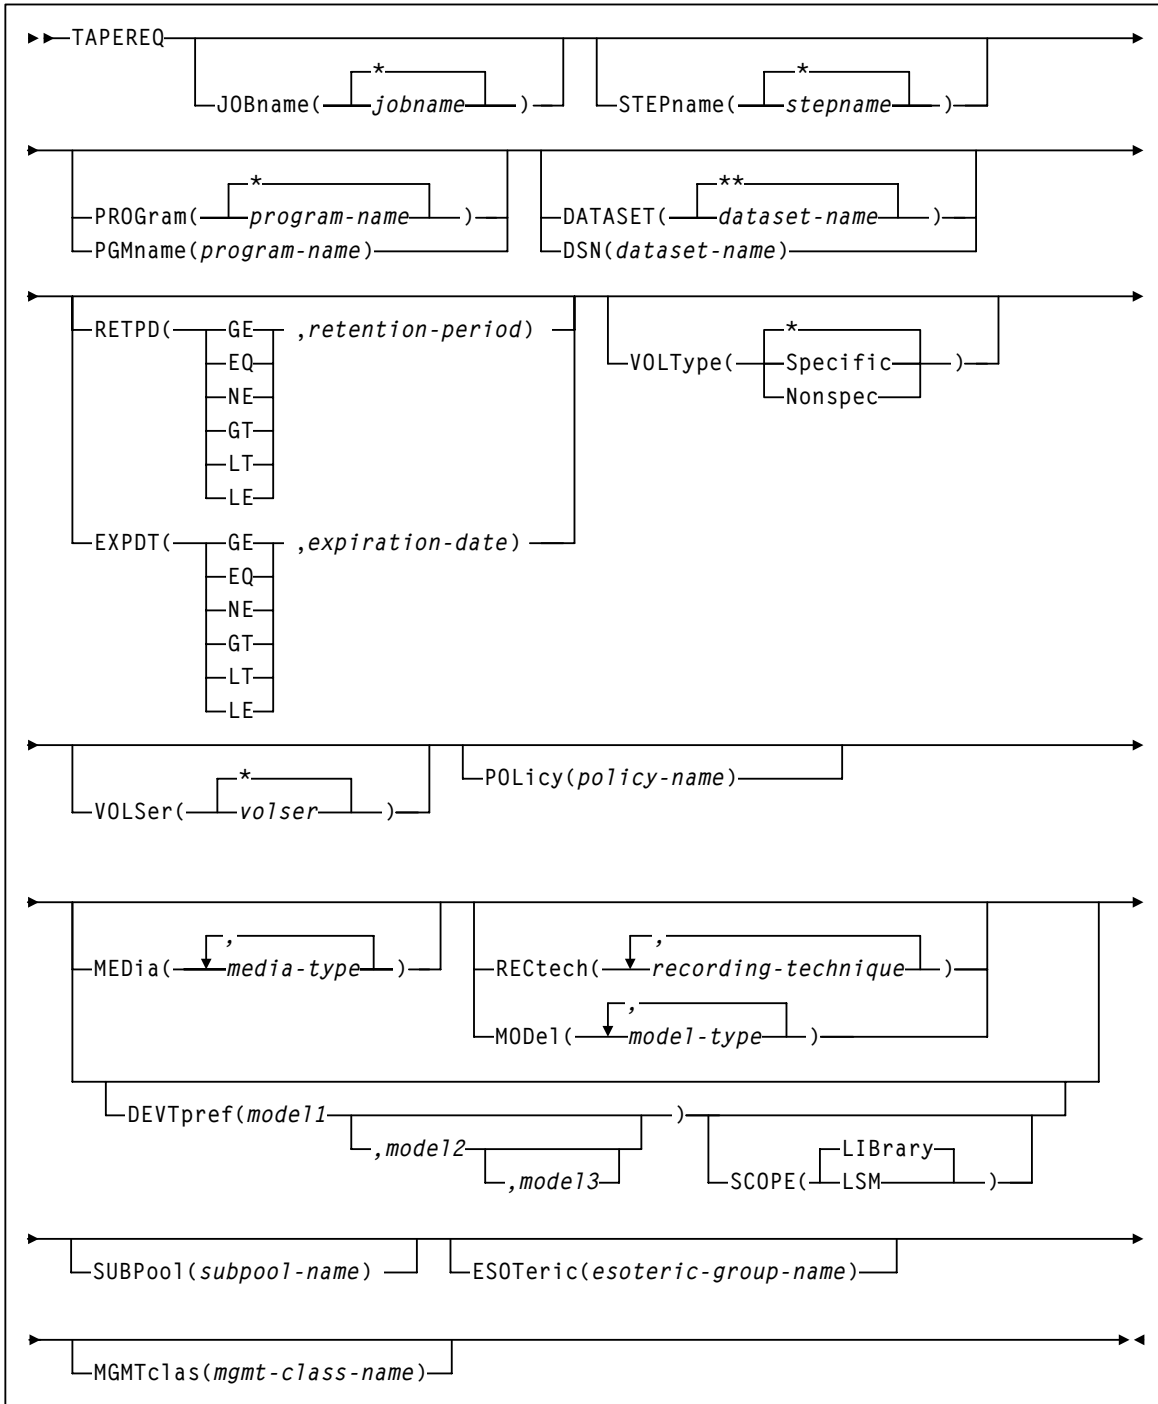 TAPEREQ
*
*
JOBname( jobname )
STEPname( stepname )
*
**
PROGram( program-name )
DATASET( dataset-name )
PGMname(program-name)
DSN(dataset-name)
RETPD( GE ,retention-period)
*
EQ
VOLType( Specific )
NE
Nonspec
GT
LT
LE
EXPDT( GE ,expiration-date)
EQ
NE
GT
LT
LE
*
POLicy(policy-name)
VOLSer( volser )
,
,
MEDia( media-type )
RECtech( recording-technique )
,
MODel( model-type )
DEVTpref(model1 )
,model2
LIBrary
,model3
SCOPE( LSM )
SUBPool(subpool-name)
ESOTeric(esoteric-group-name)
MGMTclas(mgmt-class-name)